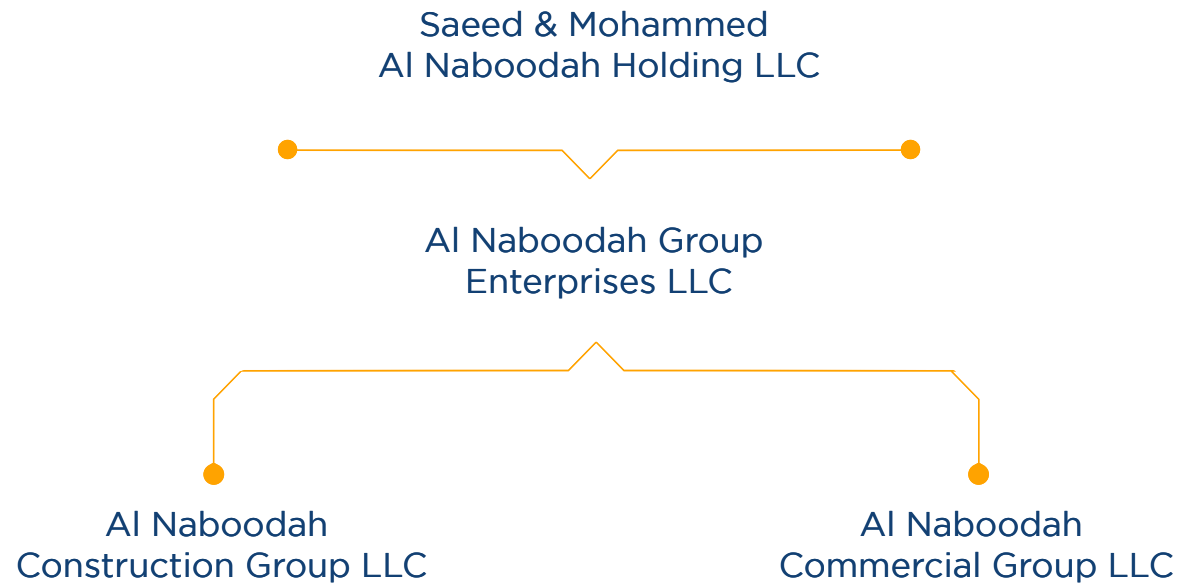 Saeed & Mohammed
Al Naboodah Holding LLC
Al Naboodah Group
Enterprises LLC
Al Naboodah
Construction Group LLC
Al Naboodah
Commercial Group LLC